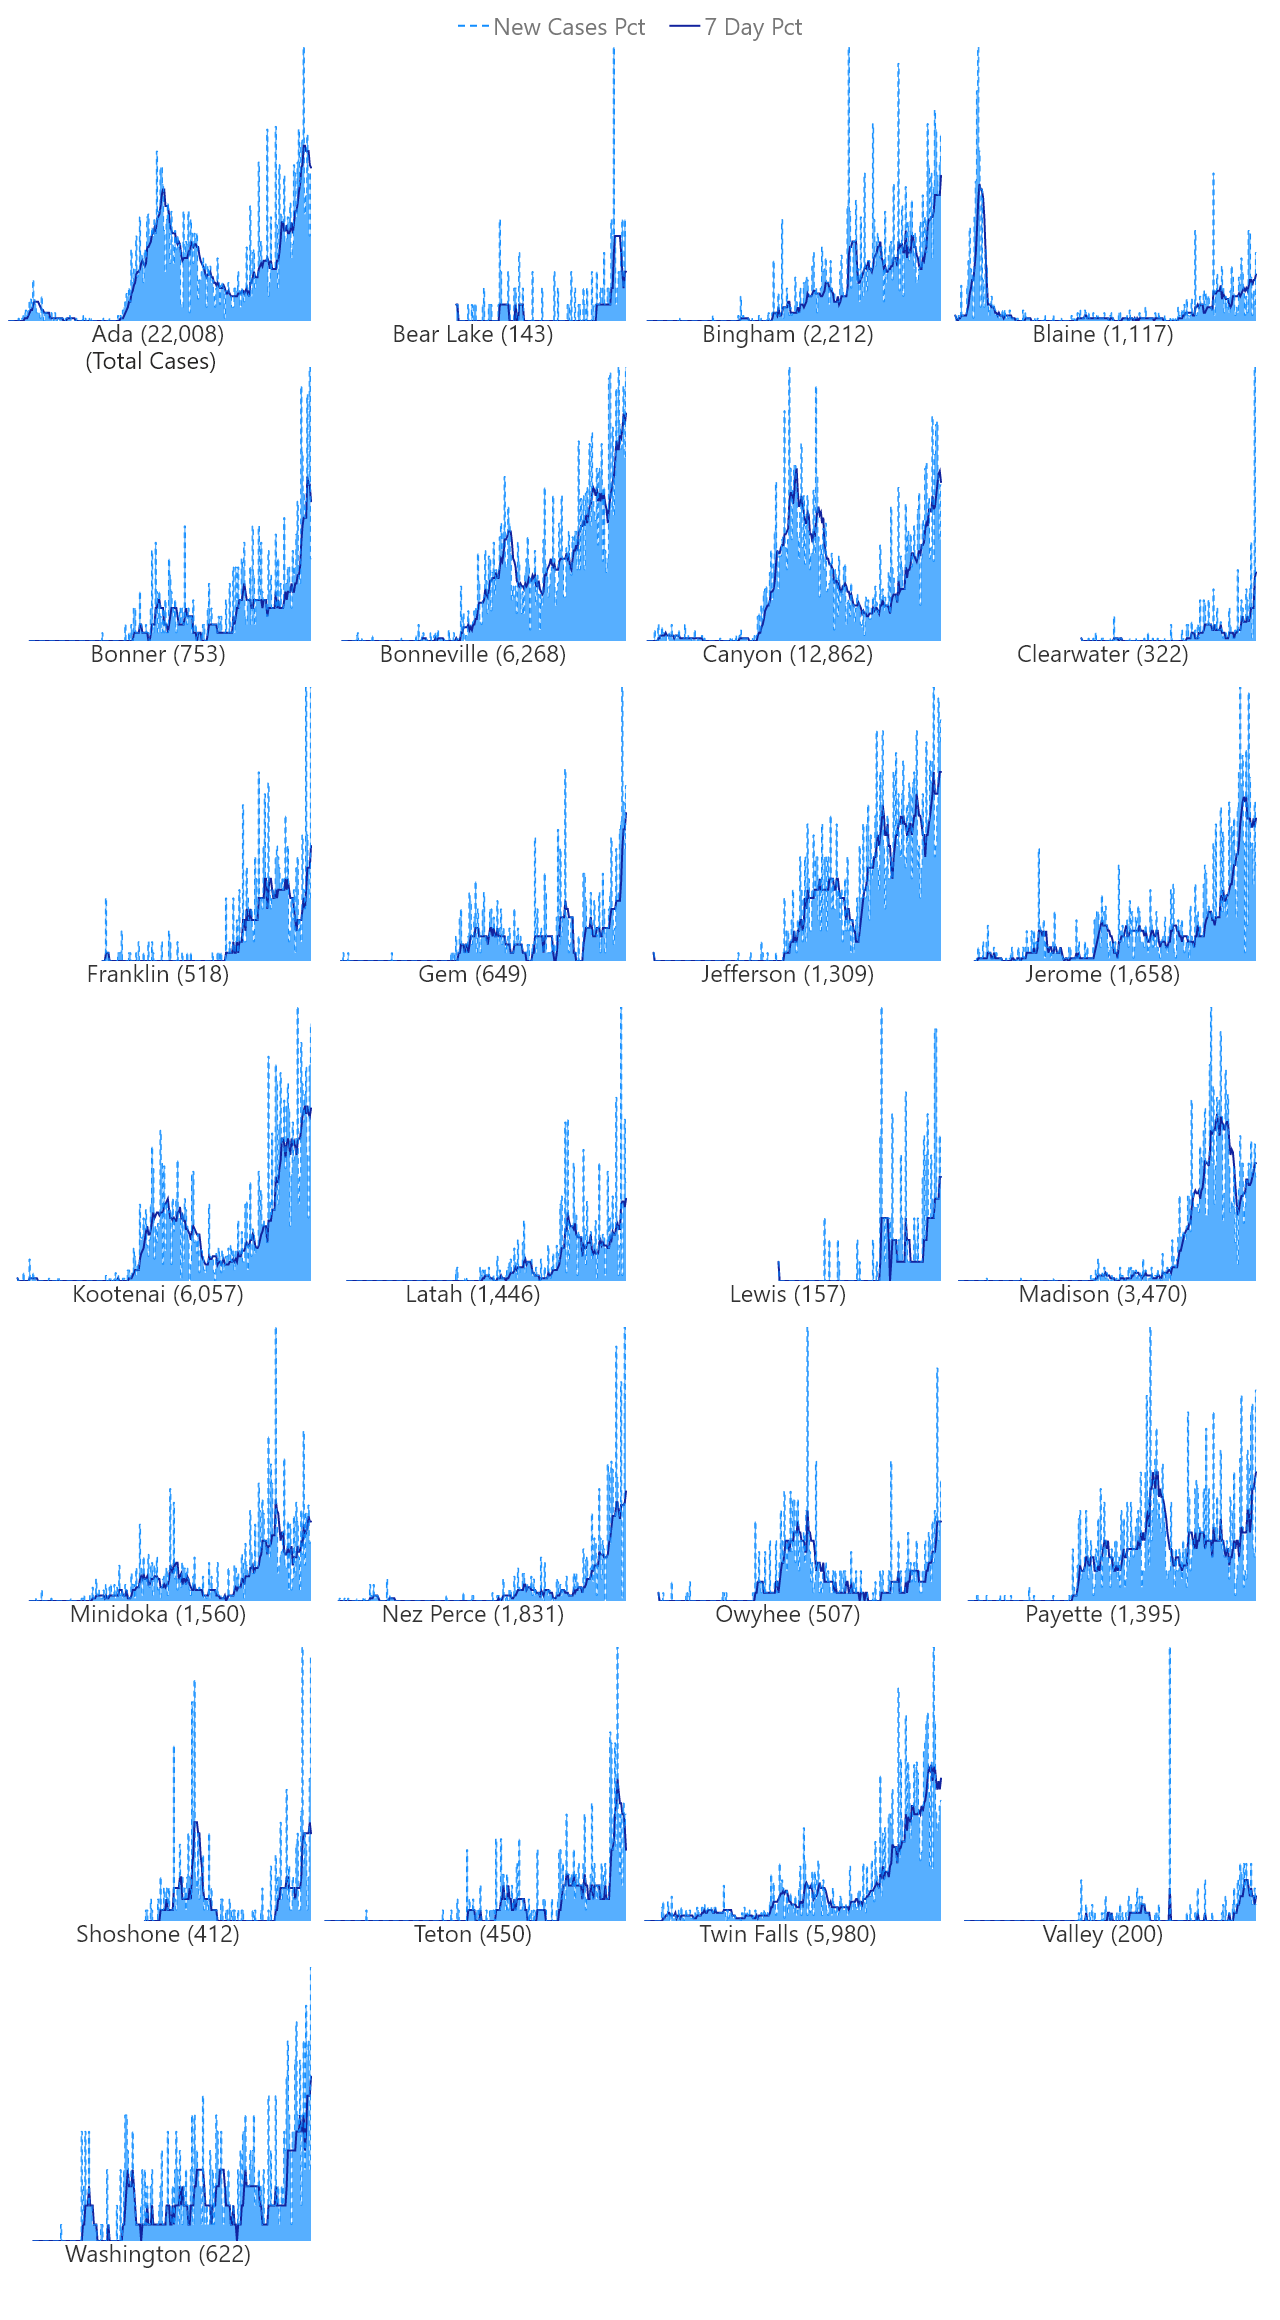 New Cases Pct 7 Day Pct
Ada (22,008) Bear Lake (143) Bingham (2,212) Blaine (1,117)
(Total Cases)
Bonner (753) Bonneville (6,268) Canyon (12,862) Clearwater (322)
Franklin (518) Gem (649) Jefferson (1,309) Jerome (1,658)
Kootenai (6,057) Latah (1,446) Lewis (157) Madison (3,470)
Minidoka (1,560) Nez Perce (1,831) Owyhee (507) Payette (1,395)
Shoshone (412) Teton (450) Twin Falls (5,980) Valley (200)
Washington (622)